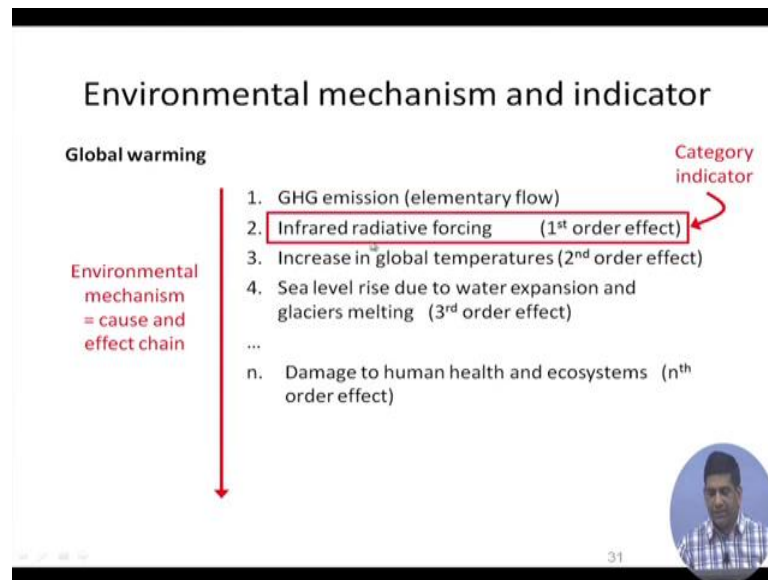 Environmental mechanism and indicator
Global warming
Category
indicator
1. GHG emission (elementary flow)
2. Infrared radiative forcing (1st order effect)
3. Increase in global temperatures (2nd order effect)
4. Sea level rise due to water expansion and
glaciers melting (3rd order effect)
...
n. Damage to human health and ecosystems (nth
order effect)
Environmental
mechanism
= cause and
effect chain
31